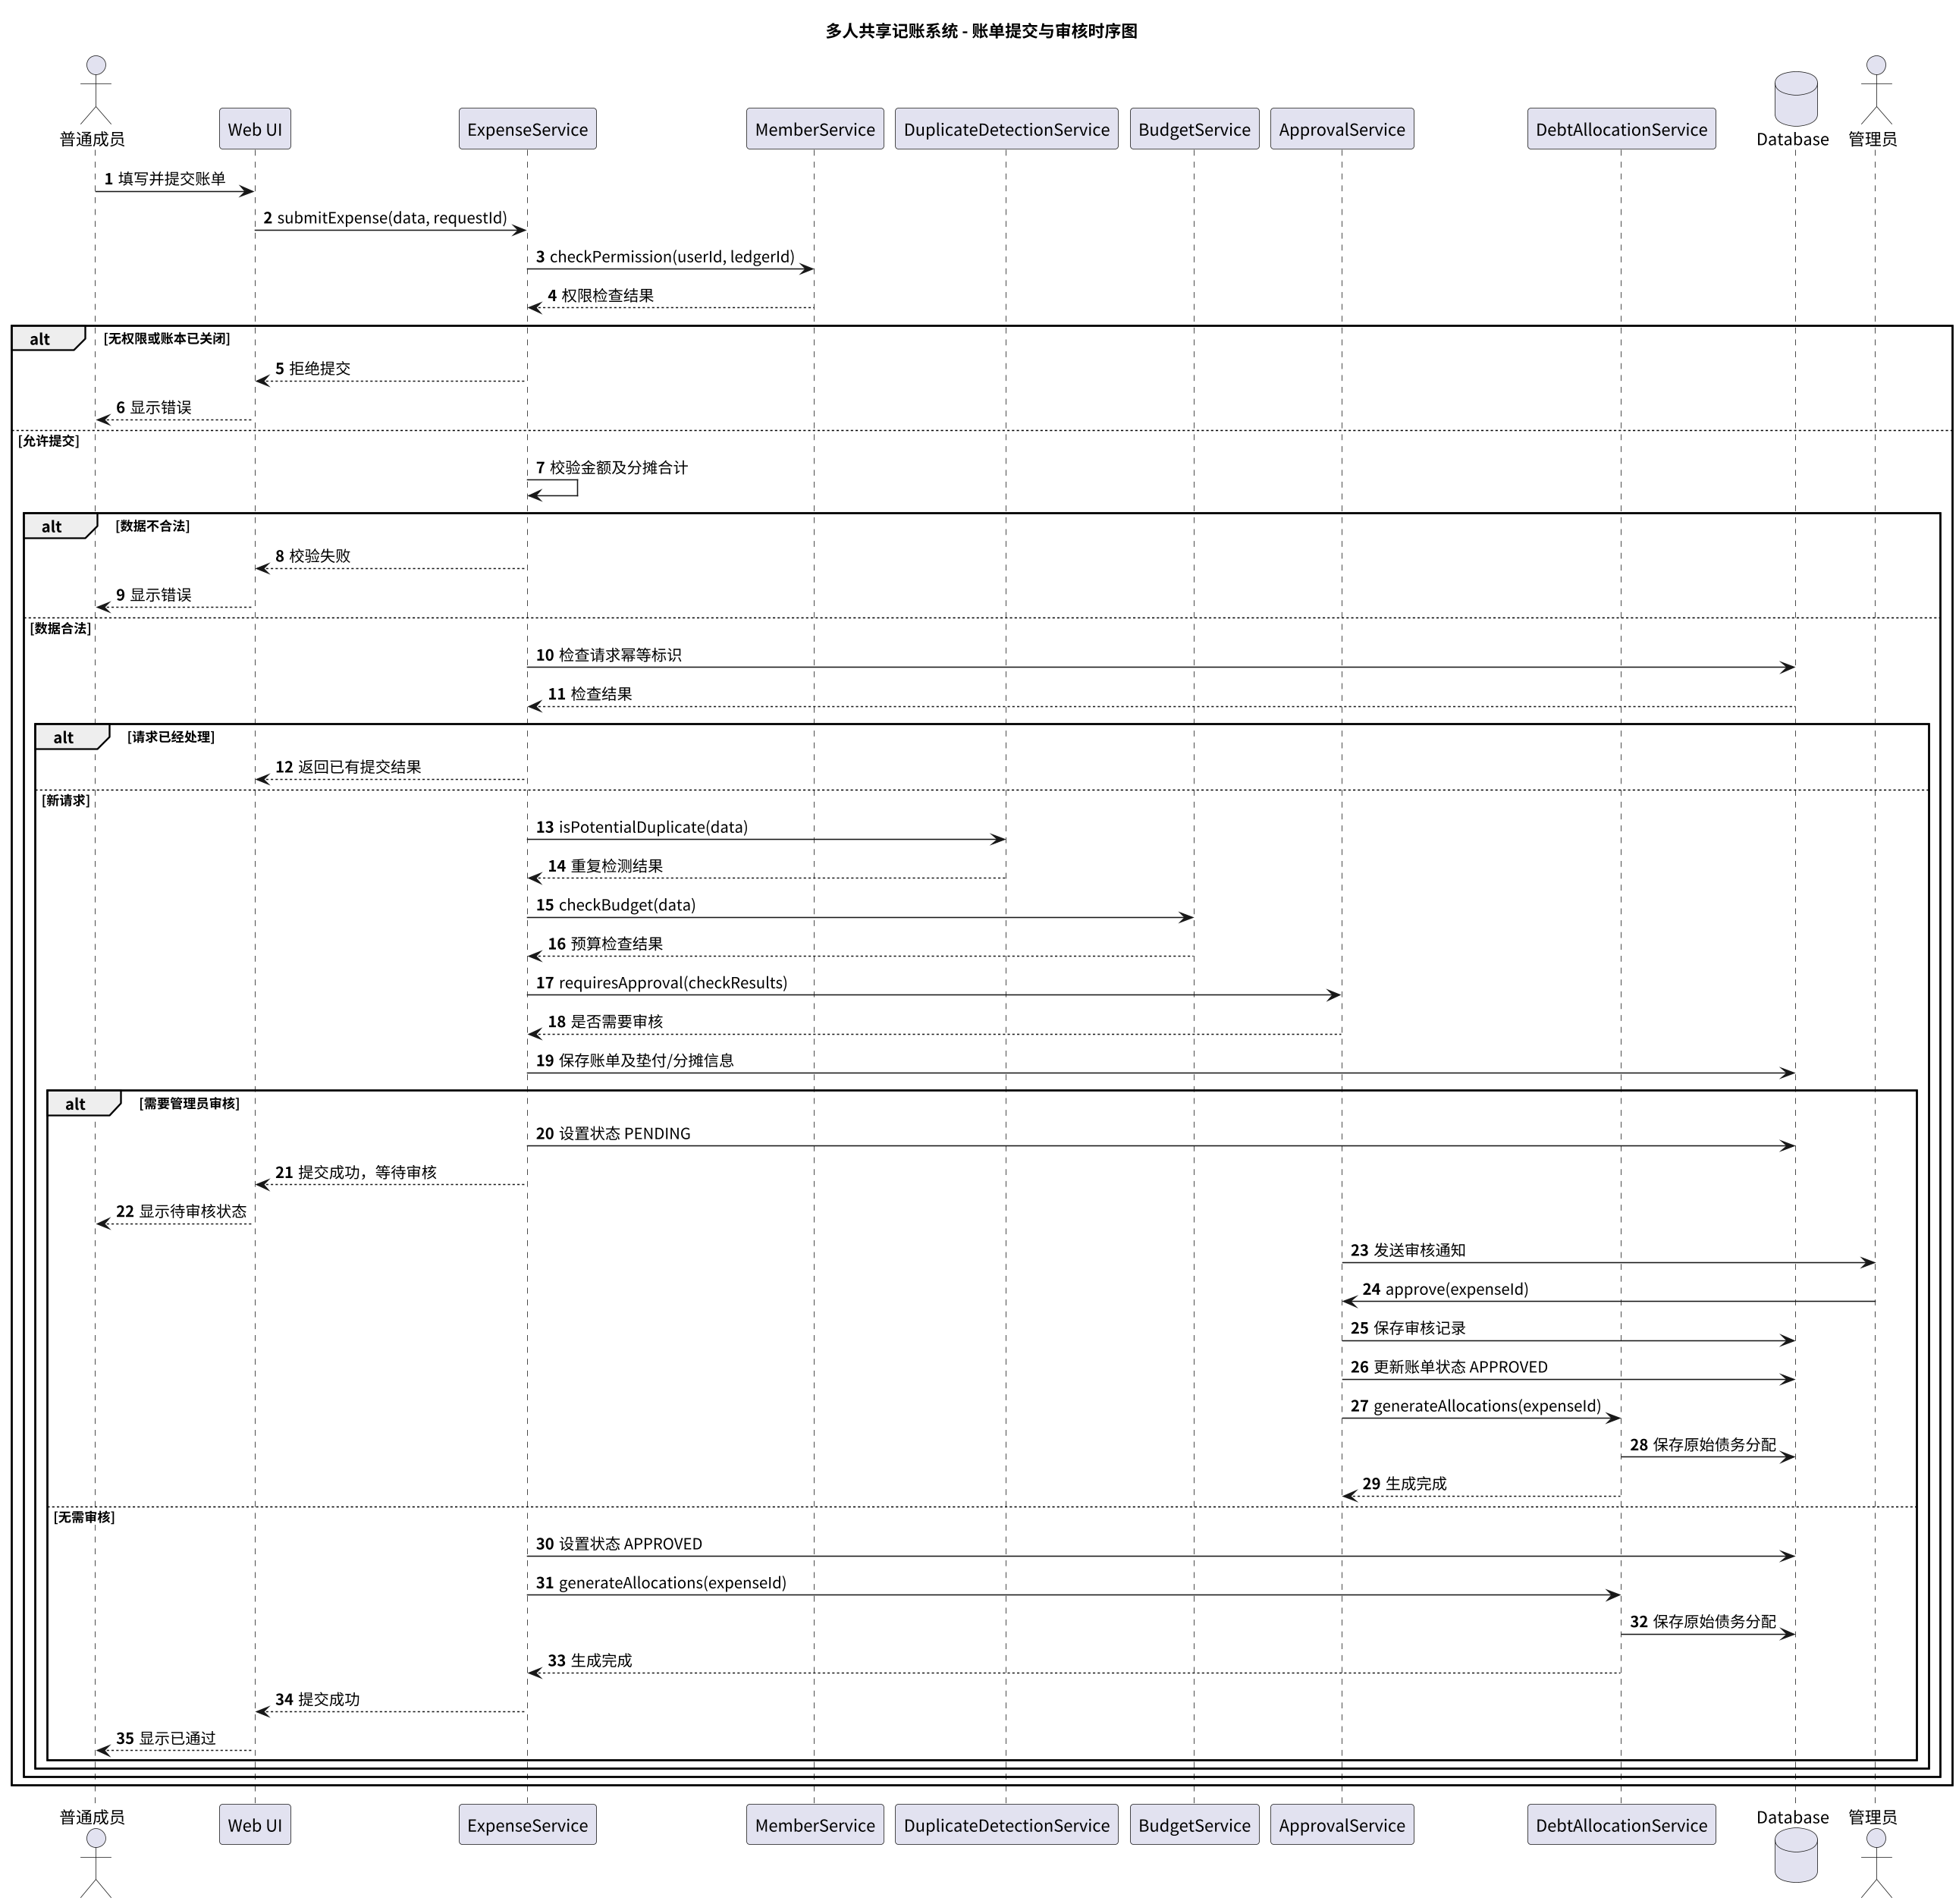 多人共享记账系统 - 账单提交与审核时序图
普通成员
Web UI
ExpenseService
MemberService
DuplicateDetectionService
BudgetService
ApprovalService
DebtAllocationService
Database
管理员
1 填写并提交账单
2 submitExpense(data, requestId)
3 checkPermission(userId, ledgerId)
4 权限检查结果
alt [无权限或账本已关闭]
5 拒绝提交
6 显示错误
[允许提交]
7 校验金额及分摊合计
alt [数据不合法]
8 校验失败
9 显示错误
[数据合法]
10 检查请求幂等标识
11 检查结果
alt [请求已经处理]
12 返回已有提交结果
[新请求]
13 isPotentialDuplicate(data)
14 重复检测结果
15 checkBudget(data)
16 预算检查结果
17 requiresApproval(checkResults)
18 是否需要审核
19 保存账单及垫付/分摊信息
alt [需要管理员审核]
20 设置状态 PENDING
21 提交成功，等待审核
22 显示待审核状态
23 发送审核通知
24 approve(expenseId)
25 保存审核记录
26 更新账单状态 APPROVED
27 generateAllocations(expenseId)
28 保存原始债务分配
29 生成完成
[无需审核]
30 设置状态 APPROVED
31 generateAllocations(expenseId)
32 保存原始债务分配
33 生成完成
34 提交成功
35 显示已通过
普通成员
Web UI
ExpenseService
MemberService
DuplicateDetectionService
BudgetService
ApprovalService
DebtAllocationService
Database
管理员